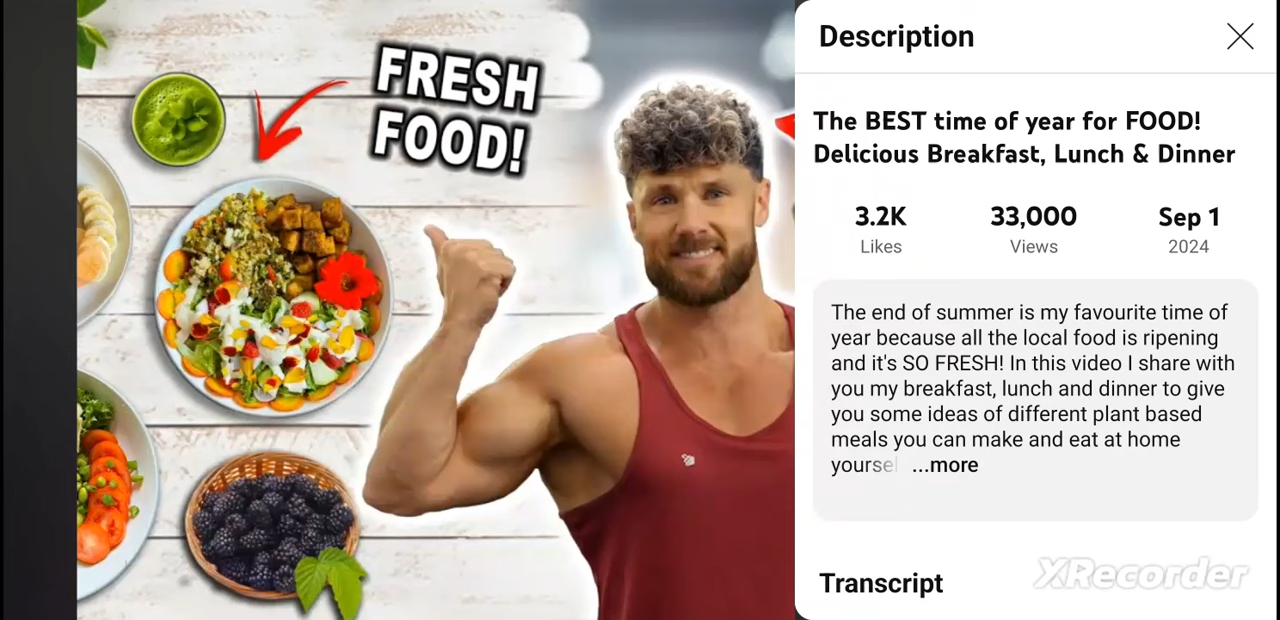 FRESH
FOOD!
Description
The BEST time of year for FOOD!
Delicious Breakfast, Lunch & Dinner
3.2K
Likes
33,000
Views
Sep 1
2024
The end of summer is my favourite time of
year because all the local food is ripening
and it's SO FRESH! In this video I share with
you my breakfast, lunch and dinner to give
you some ideas of different plant based
meals you can make and eat at home
yoursel ...more
Transcript
XRecorder